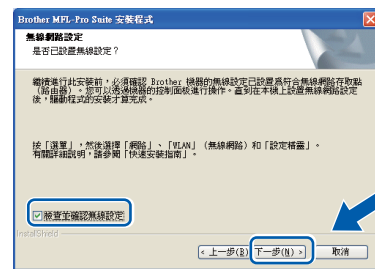 Brother MFL-Pro Suite 安裝程式
無線網路設定
是否已設置無線設定？
繼續進行此安裝前，必須確認 Brother 機器的無線設定已設置為符合無線網路存取點
（路由器）。您可以透過機器的控制面板進行操作。直到在本機上設置無線網路設定
後，驅動程式的安裝才算完成。
按「選單」，然後選擇「網路」、「WLAN」（無線網路）和「設定精靈」。
有關詳細說明，請參閱「快速安裝指南」。
檢查並確認無線設定
InstallShield
< 上一步(B) 下一步(N) > 取消